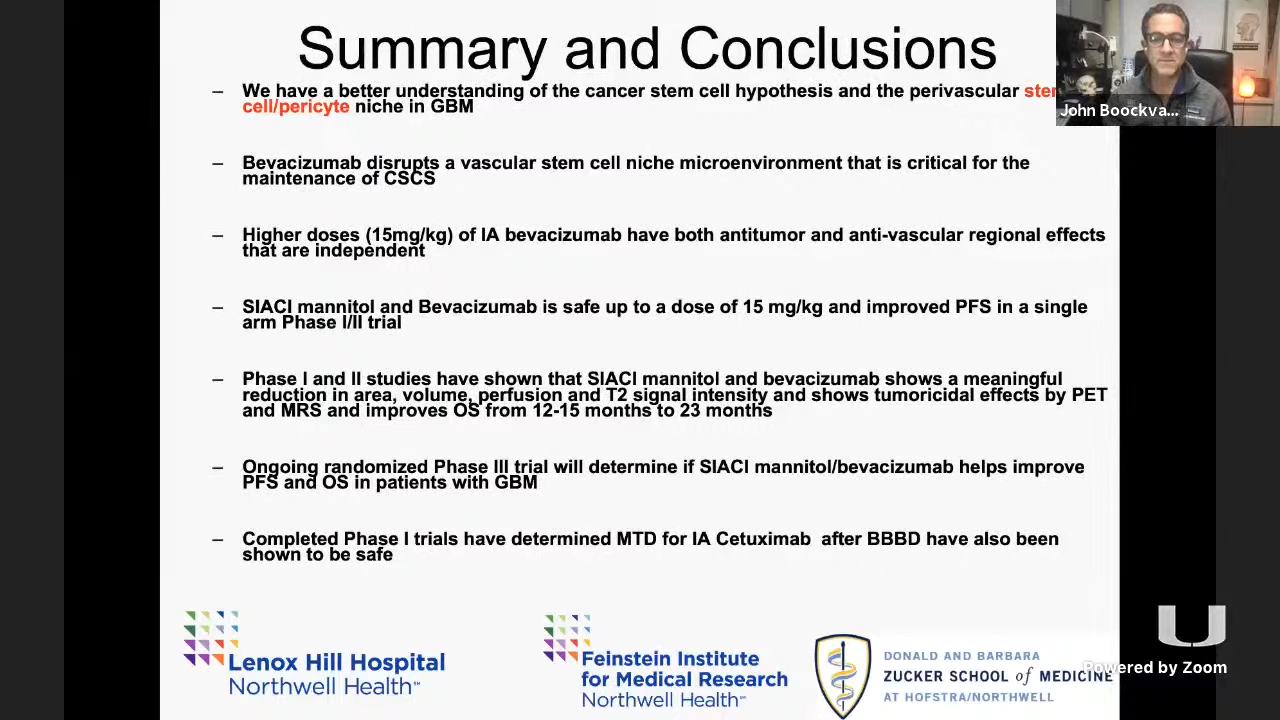 Summary and Conclusions
– We have a better understanding of the cancer stem cell hypothesis and the perivascular
cell/pericyte niche in GBM
– Bevacizumab disrupts a vascular stem cell niche microenvironment that is critical for the
maintenance of CSCS
– Higher doses (15mg/kg) of IA bevacizumab have both antitumor and anti-vascular regional effects
that are independent
– SIACI mannitol and Bevacizumab is safe up to a dose of 15 mg/kg and improved PFS in a single
arm Phase I/II trial
– Phase I and II studies have shown that SIACI mannitol and bevacizumab shows a meaningful
reduction in area, volume, perfusion and T2 signal intensity and shows tumoricidal effects by PET
and MRS and improves OS from 12-15 months to 23 months
– Ongoing randomized Phase III trial will determine if SIACI mannitol/bevacizumab helps improve
PFS and OS in patients with GBM
– Completed Phase I trials have determined MTD for IA Cetuximab after BBBD have also been
shown to be safe
John Boockva...
Lenox Hill Hospital
Northwell Health℠
Feinstein Institute
for Medical Research
Northwell Health℠
DONALD AND BARBARA
ZUCKER SCHOOL of MEDICINE
AT HOFSTRA/NORTHWELL
U
Powered by Zoom